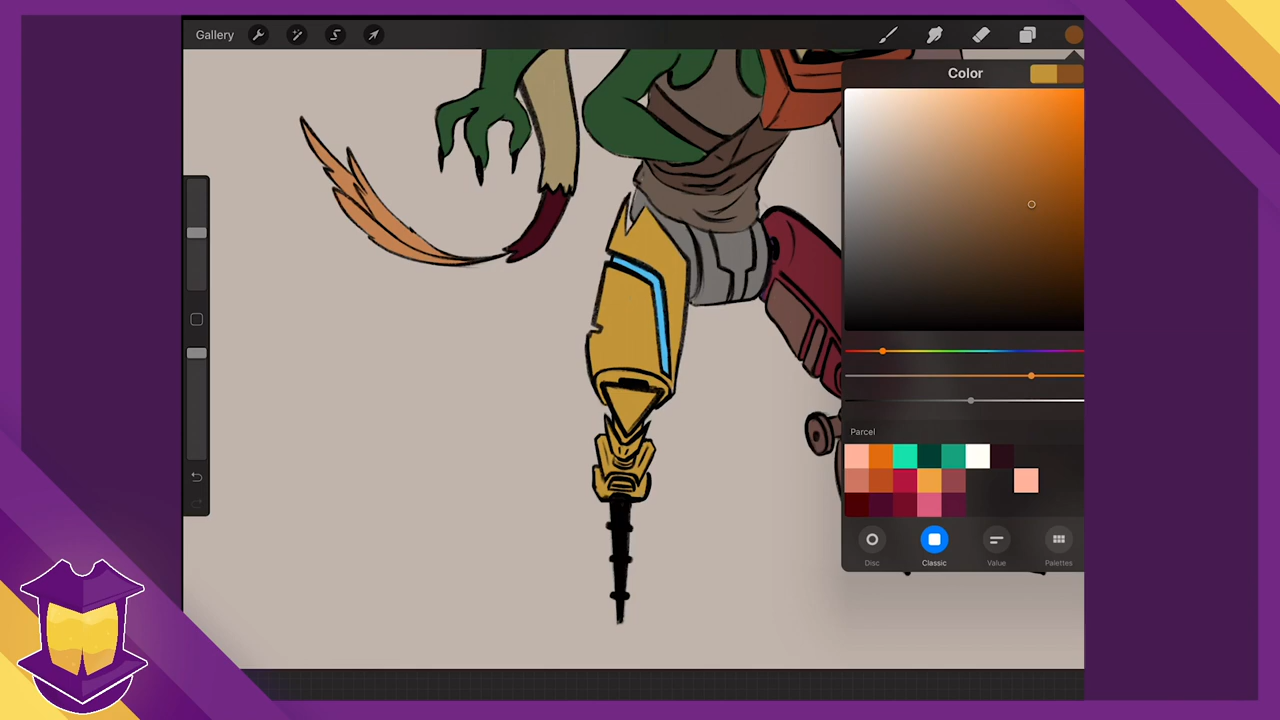 Gallery
Color
Parcel
Disc
Classic
Value
Palettes